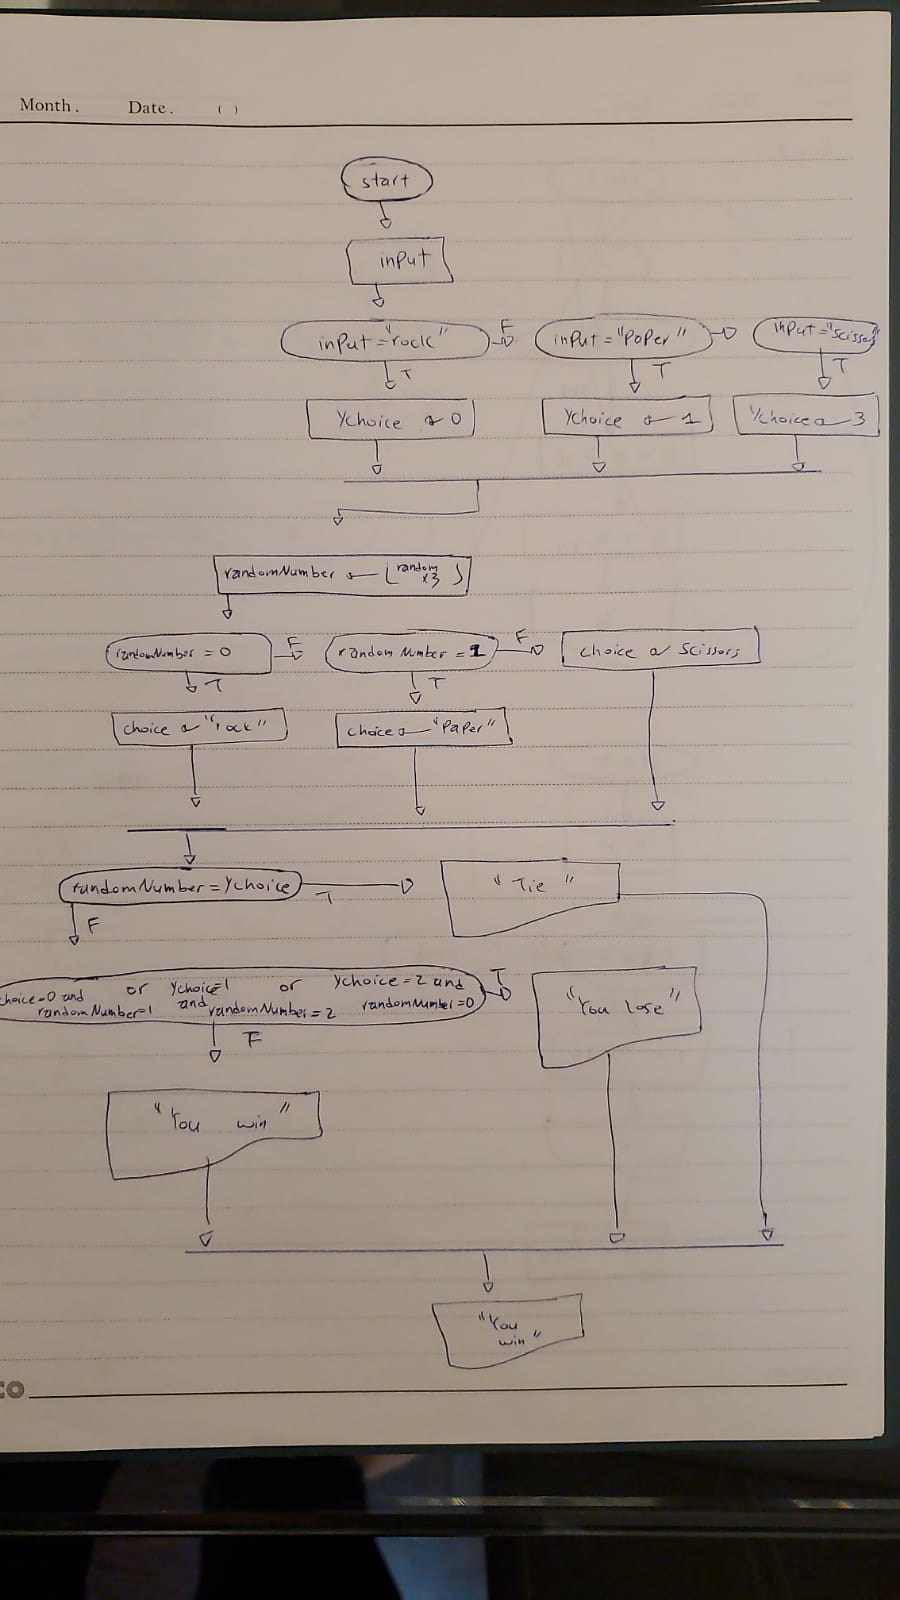 Month. Date. ( )
start
input
input="rock" F input="Paper" input="scissors"
T T T
Ychoice ← 0 Ychoice ← 1 Ychoice ← 3
randomNumber ← ⌊random x3⌋
randomNumber = 0 F random Number = 1 F choice ← Scissors
T T
choice ← "rock" choice ← "Paper"
randomNumber = Ychoice T "Tie"
F
choice=0 and or Ychoice=1 or Ychoice=2 and T
randomNumber=1 and randomNumber=2 randomNumber=0 "You lose"
F
"You win"
"You
win"
CO